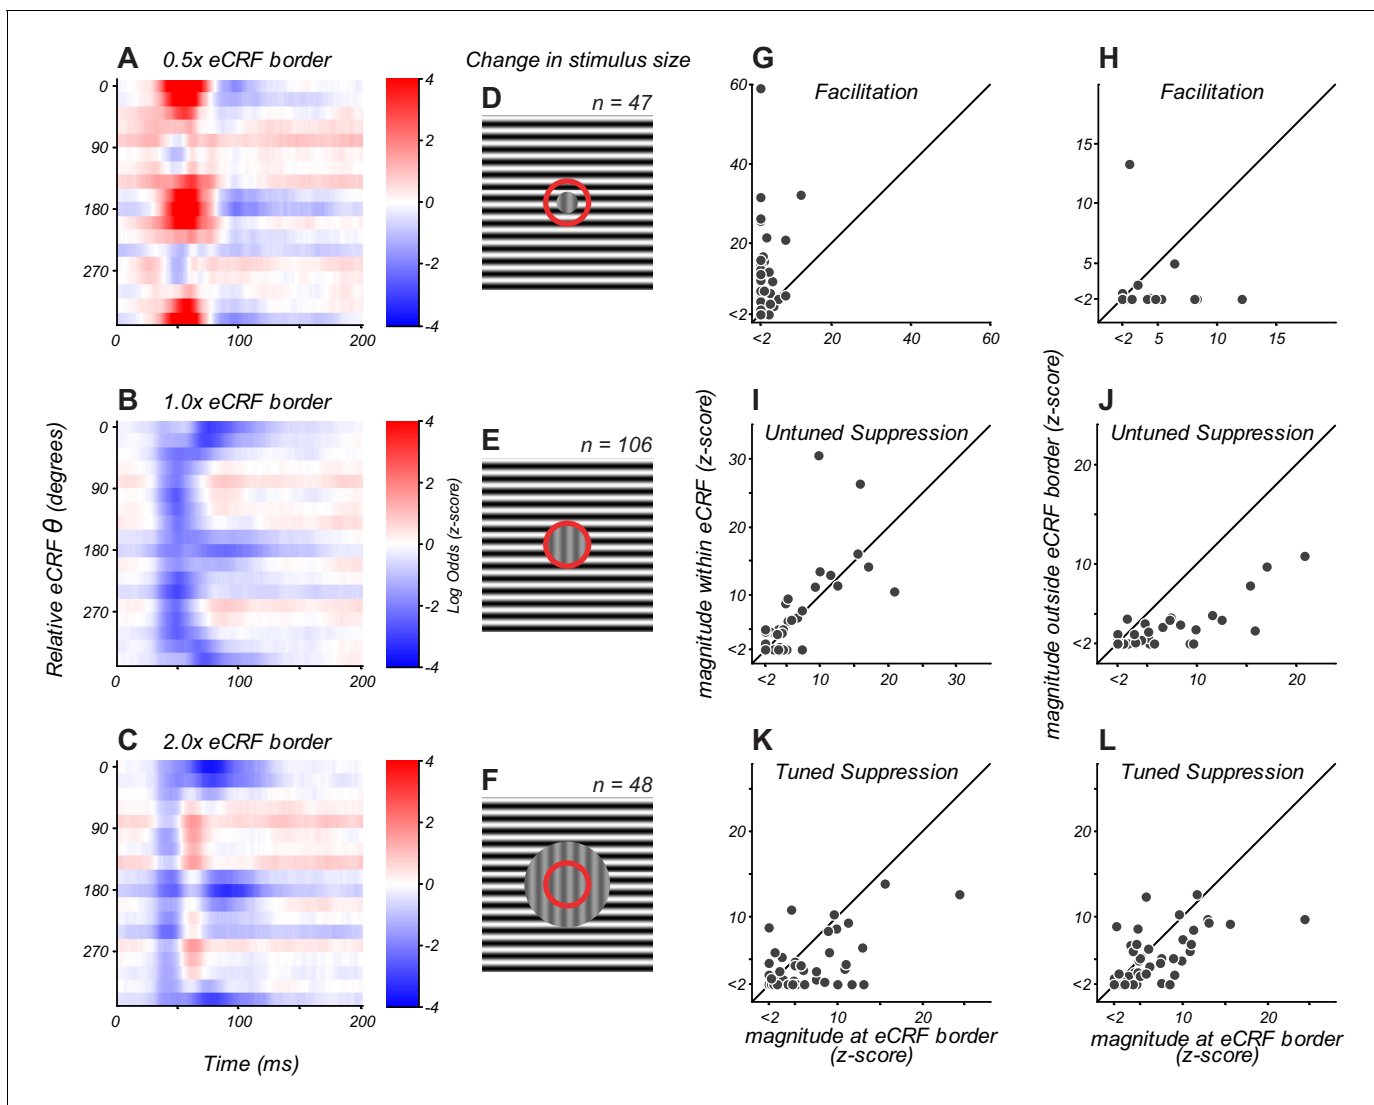 A 0.5x eCRF border
Change in stimulus size
G
H
0
90
180
270
0 100 200
4
2
0
-2
-4
D
n = 47
Facilitation
60
40
20
<2
<2 20 40 60
Facilitation
15
10
5
<2
<2 5 10 15
B 1.0x eCRF border
Relative eCRF θ (degrees)
0
90
180
270
0 100 200
4
2
0
-2
-4
Log Odds (z-score)
E
n = 106
I
Untuned Suppression
magnitude within eCRF (z-score)
30
20
10
<2
<2 10 20 30
J
Untuned Suppression
magnitude outside eCRF border (z-score)
20
10
<2
<2 10 20
C 2.0x eCRF border
0
90
180
270
0 100 200
Time (ms)
4
2
0
-2
-4
F
n = 48
K
Tuned Suppression
20
10
<2
<2 10 20
magnitude at eCRF border
(z-score)
L
Tuned Suppression
20
10
<2
<2 10 20
magnitude at eCRF border
(z-score)